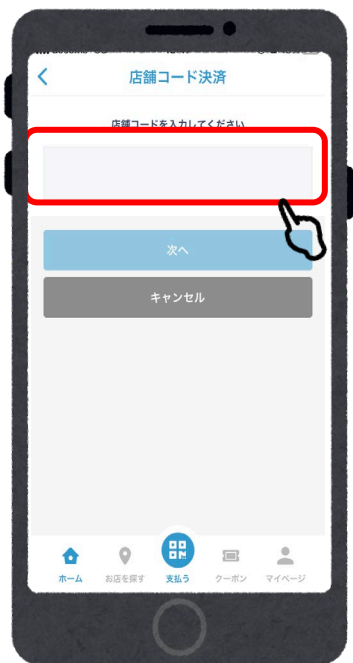 店舗コード決済
店舗コードを入力してください
次へ
キャンセル
ホーム
お店を探す
支払う
クーポン
マイページ